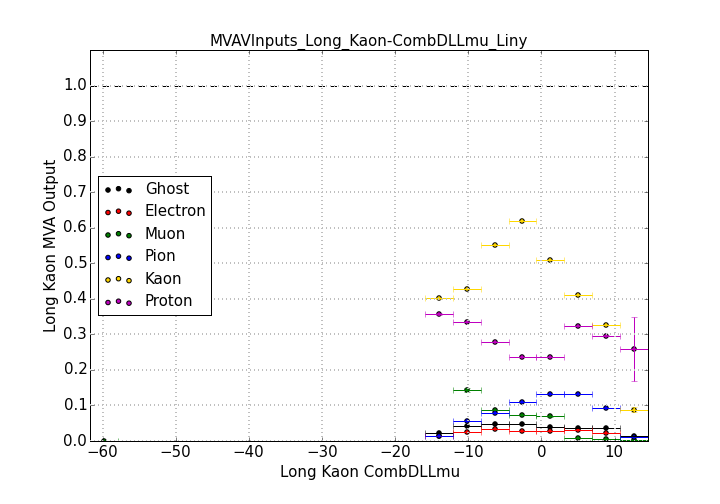 MVAVInputs_Long_Kaon-CombDLLmu_Liny
Long Kaon MVA Output
1.0
0.9
0.8
0.7
0.6
0.5
0.4
0.3
0.2
0.1
0.0
Ghost
Electron
Muon
Pion
Kaon
Proton
−60 −50 −40 −30 −20 −10 0 10
Long Kaon CombDLLmu